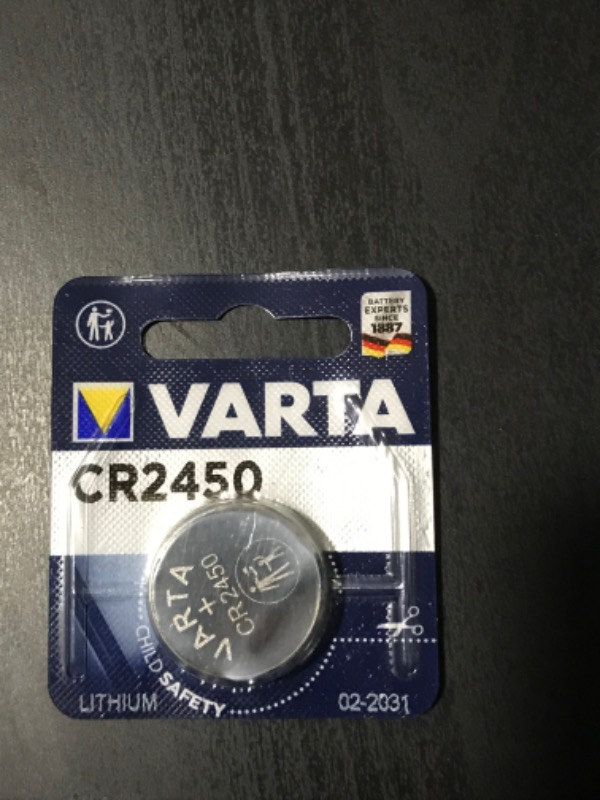 BATTERY
EXPERTS
SINCE
1887
VARTA
CR2450
VARTA
+
CR2450
CHILD SAFETY
LITHIUM
02-2031